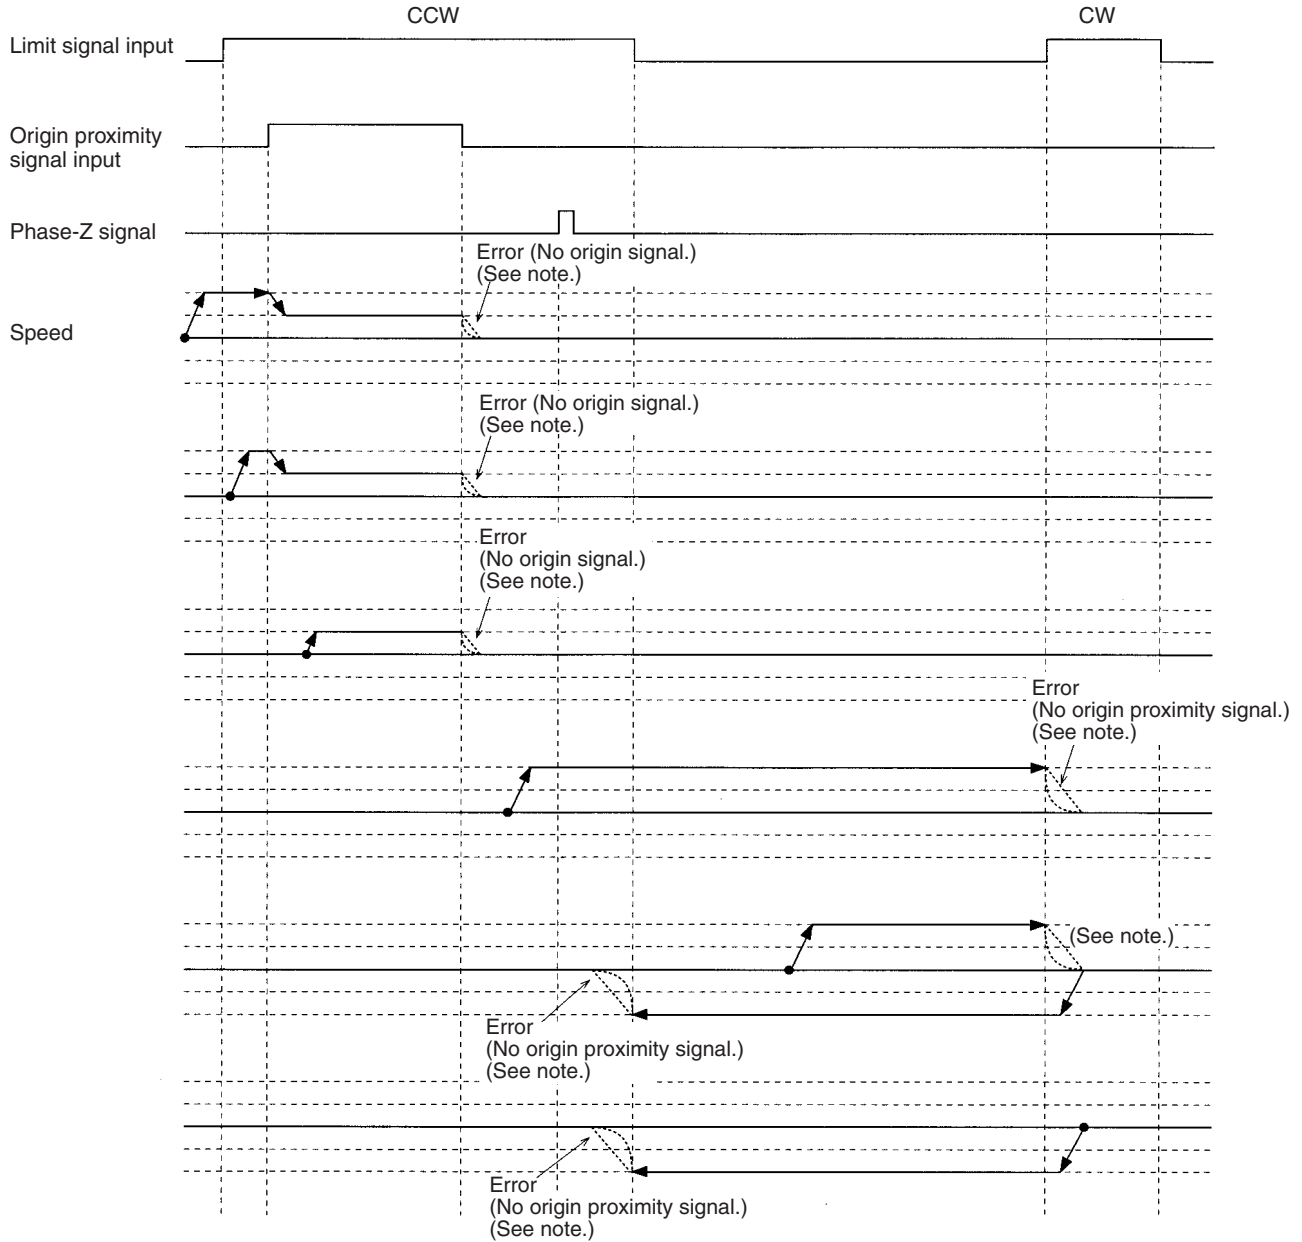 CCW
CW
Limit signal input
Origin proximity
signal input
Phase-Z signal
Error (No origin signal.)
(See note.)
Speed
Error (No origin signal.)
(See note.)
Error
(No origin signal.)
(See note.)
Error
(No origin proximity signal.)
(See note.)
(See note.)
Error
(No origin proximity signal.)
(See note.)
Error
(No origin proximity signal.)
(See note.)